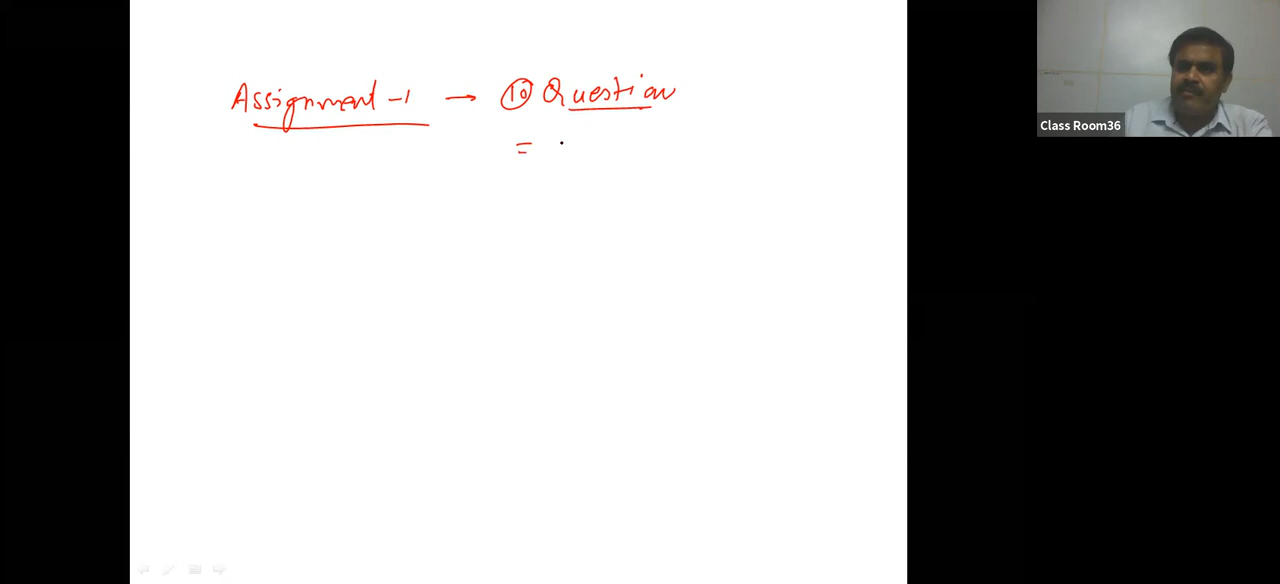 Assignment-1 → 10 Question
=
Class Room36